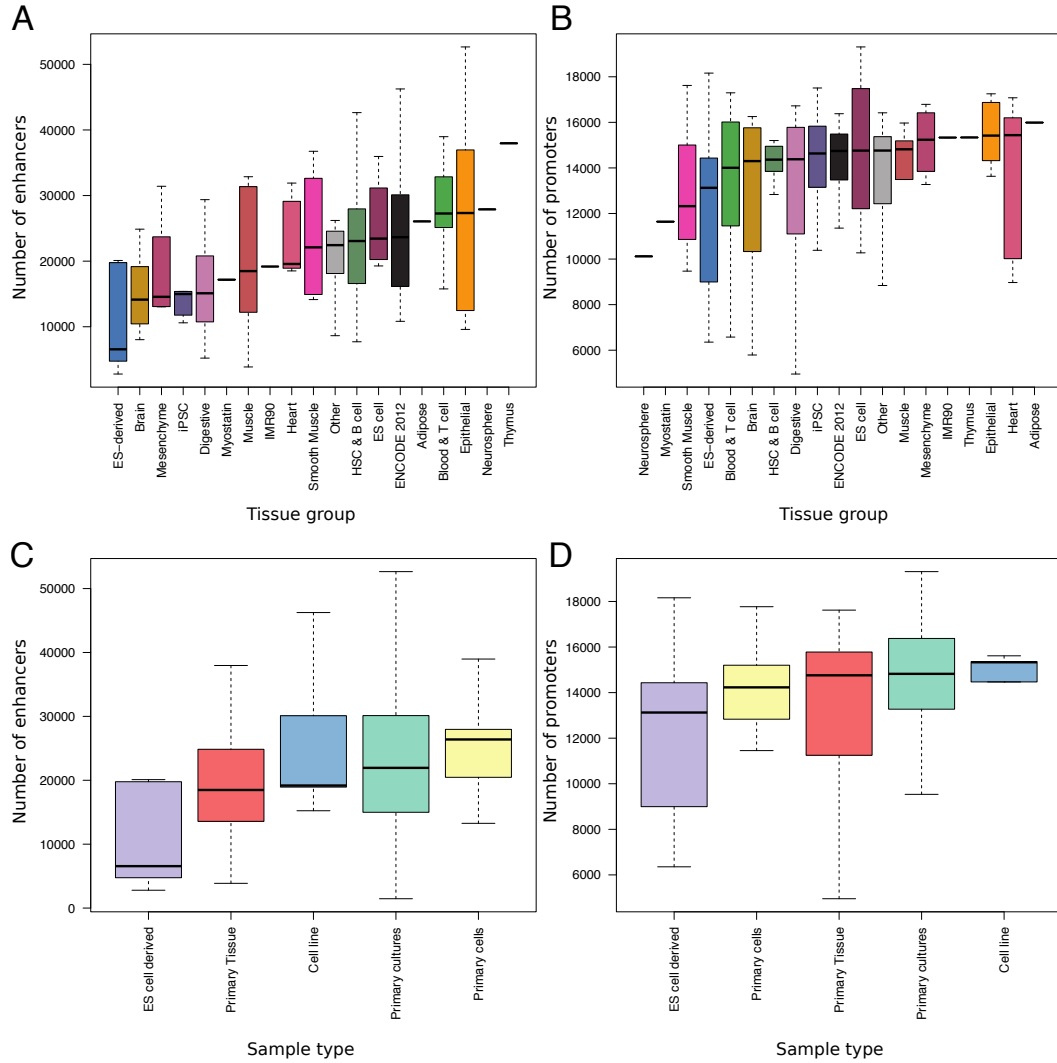 A
Number of enhancers
50000
40000
30000
20000
10000
ES-derived
Brain
Mesenchyme
iPSC
Digestive
Myostatin
Muscle
IMR90
Heart
Smooth Muscle
Other
HSC & B cell
ES cell
ENCODE 2012
Adipose
Blood & T cell
Epithelial
Neurosphere
Thymus
Tissue group
B
Number of promoters
18000
16000
14000
12000
10000
8000
6000
Neurosphere
Myostatin
Smooth Muscle
ES-derived
Blood & T cell
Brain
HSC & B cell
Digestive
iPSC
ENCODE 2012
ES cell
Other
Muscle
Mesenchyme
IMR90
Thymus
Epithelial
Heart
Adipose
Tissue group
C
Number of enhancers
50000
40000
30000
20000
10000
0
ES cell derived
Primary Tissue
Cell line
Primary cultures
Primary cells
Sample type
D
Number of promoters
18000
16000
14000
12000
10000
8000
6000
ES cell derived
Primary cells
Primary Tissue
Primary cultures
Cell line
Sample type